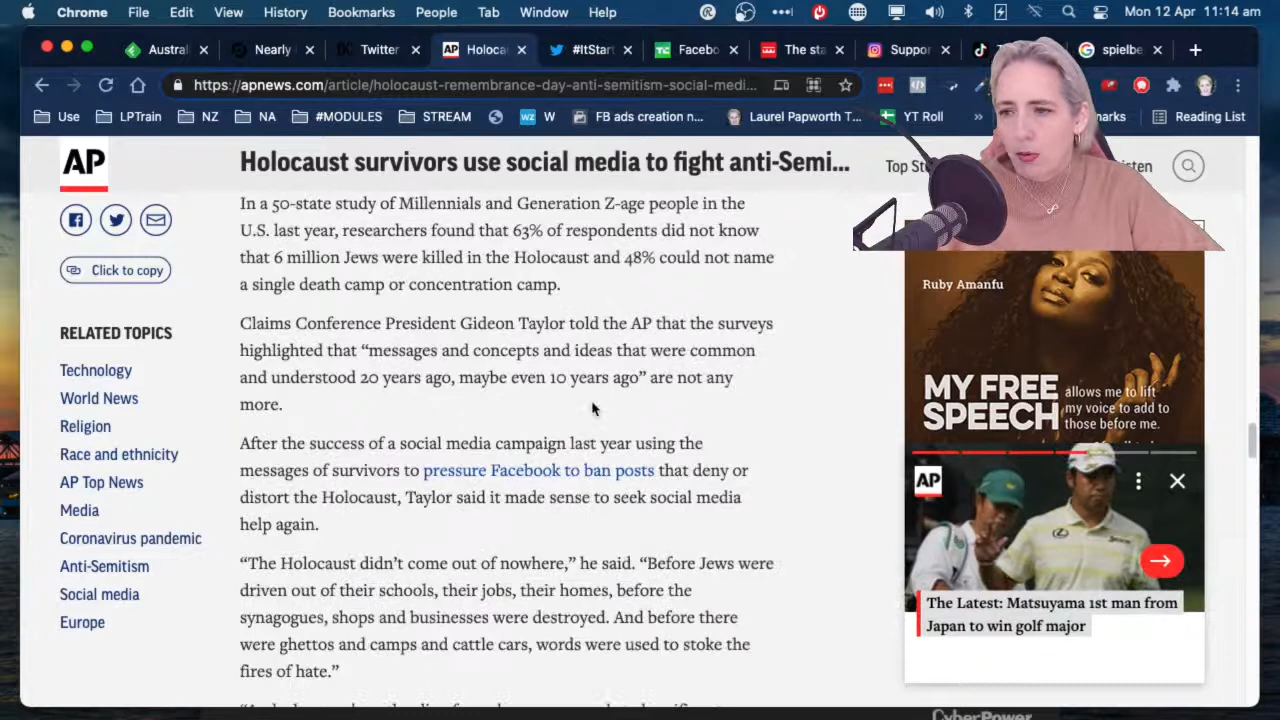 Chrome File Edit View History Bookmarks People Tab Window Help Mon 12 Apr 11:14 am
Austral Nearly Twitter Holoca #ItStar Facebo The sta Suppor spielbe
https://apnews.com/article/holocaust-remembrance-day-anti-semitism-social-medi...
Use LPTrain NZ NA #MODULES STREAM W FB ads creation n... Laurel Papworth T... YT Roll » Reading List
AP
Holocaust survivors use social media to fight anti-Semi...
Top
Click to copy
RELATED TOPICS
Technology
World News
Religion
Race and ethnicity
AP Top News
Media
Coronavirus pandemic
Anti-Semitism
Social media
Europe
In a 50-state study of Millennials and Generation Z-age people in the
U.S. last year, researchers found that 63% of respondents did not know
that 6 million Jews were killed in the Holocaust and 48% could not name
a single death camp or concentration camp.
Claims Conference President Gideon Taylor told the AP that the surveys
highlighted that “messages and concepts and ideas that were common
and understood 20 years ago, maybe even 10 years ago” are not any
more.
After the success of a social media campaign last year using the
messages of survivors to pressure Facebook to ban posts that deny or
distort the Holocaust, Taylor said it made sense to seek social media
help again.
“The Holocaust didn’t come out of nowhere,” he said. “Before Jews were
driven out of their schools, their jobs, their homes, before the
synagogues, shops and businesses were destroyed. And before there
were ghettos and camps and cattle cars, words were used to stoke the
fires of hate.”
Ruby Amanfu
MY FREE
SPEECH
allows me to lift
my voice to add to
those before me.
AP
The Latest: Matsuyama 1st man from
Japan to win golf major
CyberPower